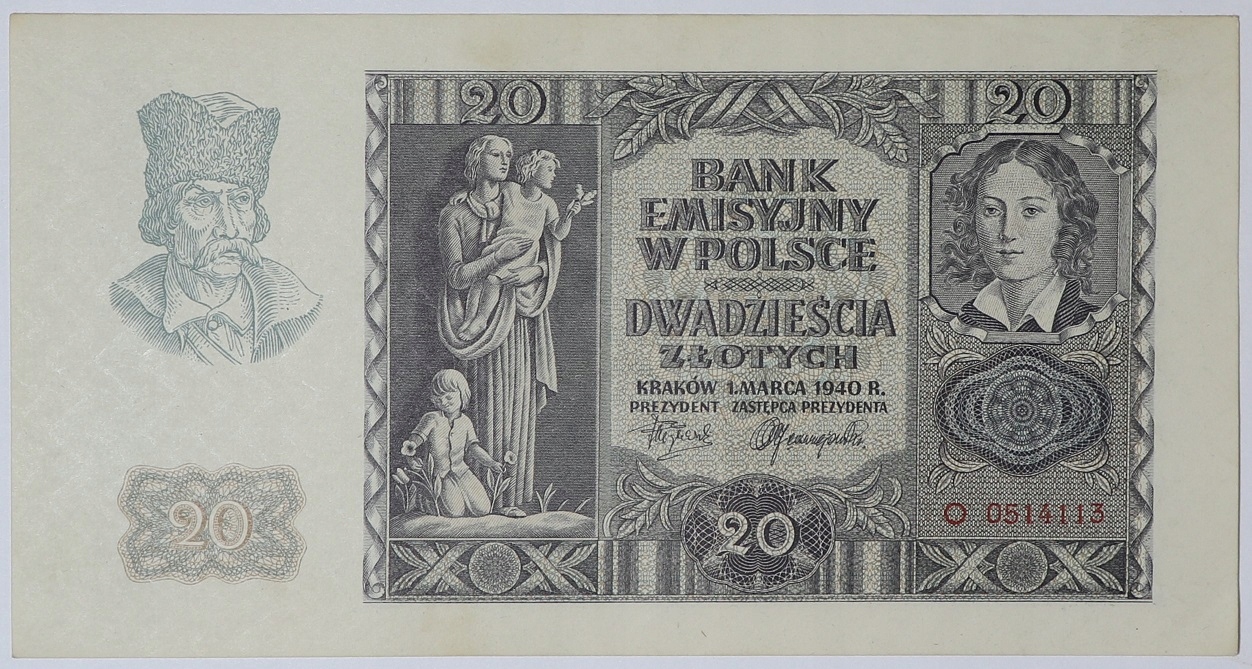 20
20
BANK
EMISYJNY
W POLSCE
DWADZIEŚCIA
ZŁOTYCH
KRAKÓW 1.MARCA 1940 R.
PREZYDENT ZASTĘPCA PREZYDENTA
20
20
O 0514113